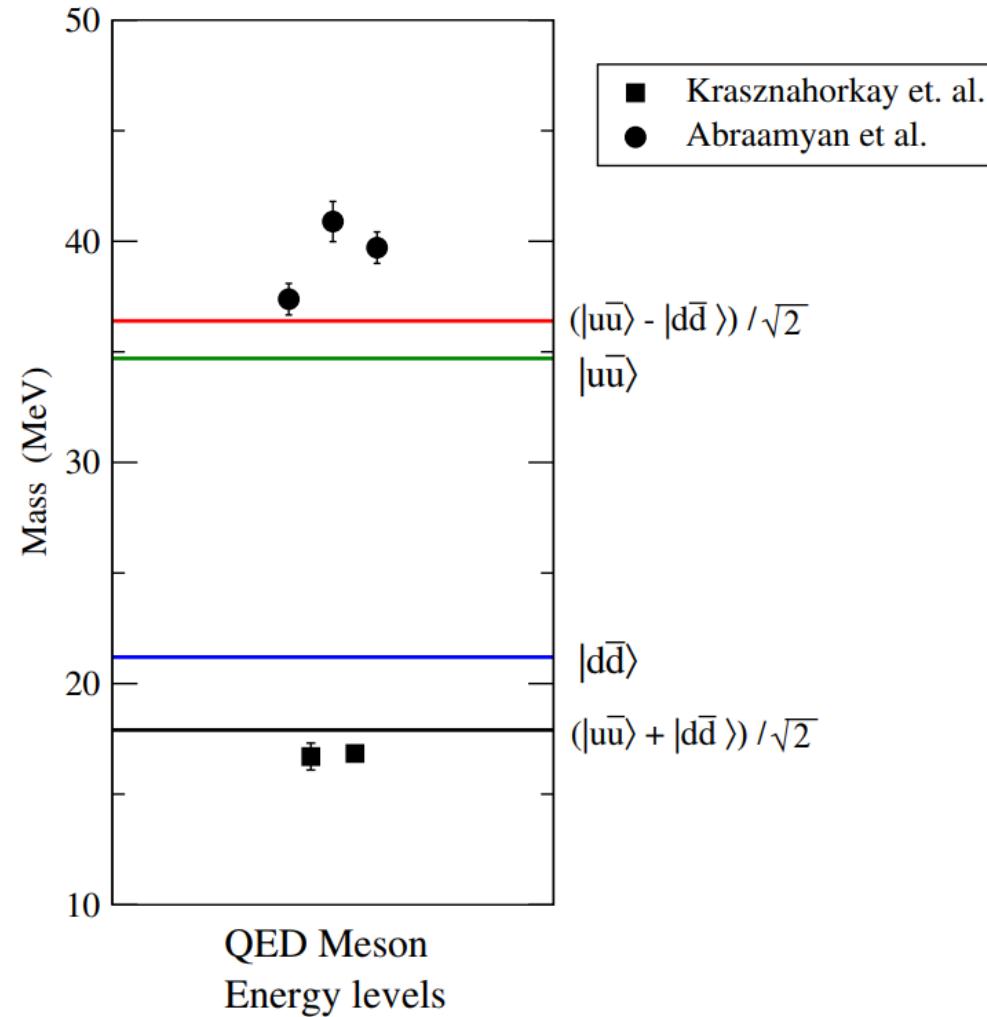 50
40
30
20
10
Mass (MeV)
Krasznahorkay et. al.
Abraamyan et al.
(|uū⟩ - |dd̄ ⟩) /√2
|uū⟩
|dd̄⟩
(|uū⟩ + |dd̄ ⟩) /√2
QED Meson
Energy levels